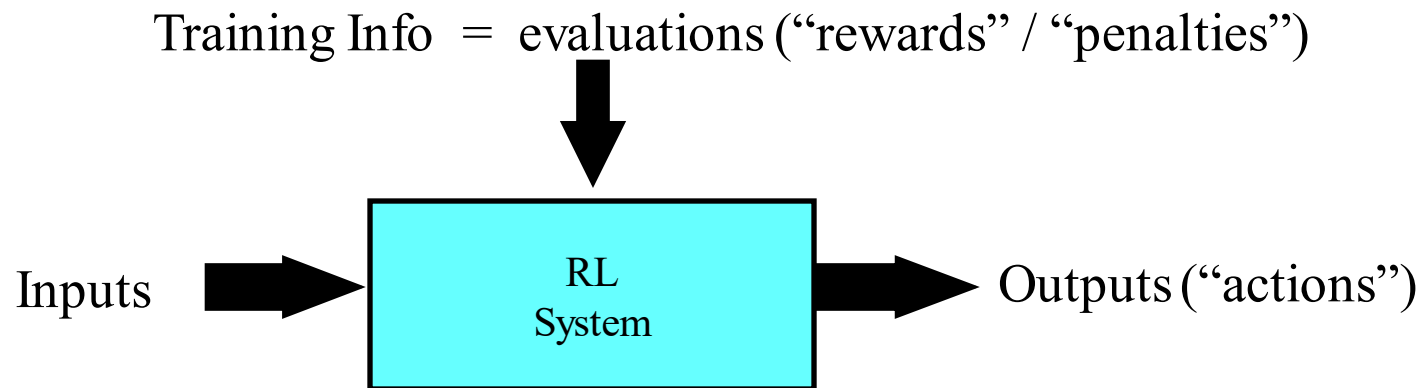 Training Info = evaluations (“rewards” / “penalties”)
Inputs
RL
System
Outputs (“actions”)